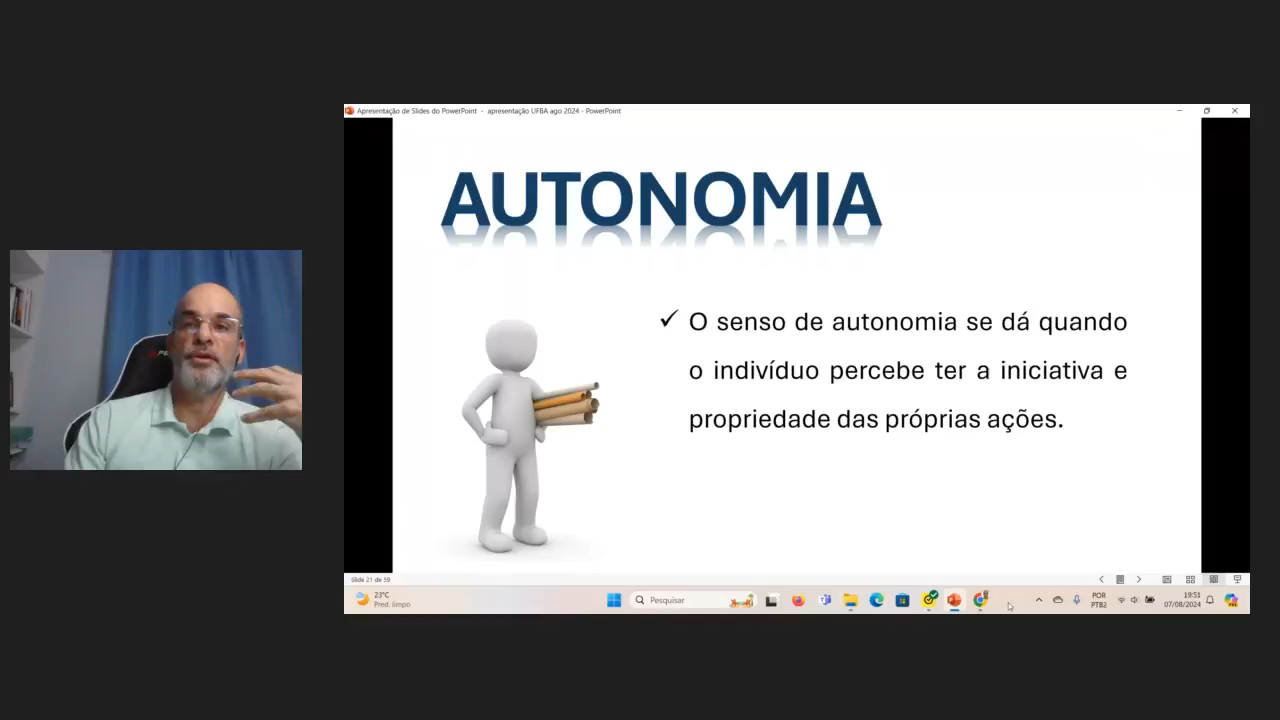 Apresentação de Slides do PowerPoint - apresentação UFBA ago 2024 - PowerPoint
AUTONOMIA
✓ O senso de autonomia se dá quando
o indivíduo percebe ter a iniciativa e
propriedade das próprias ações.
Slide 21 de 59
23°C
Pred. limpo
Pesquisar
POR
PTB2
19:51
07/08/2024